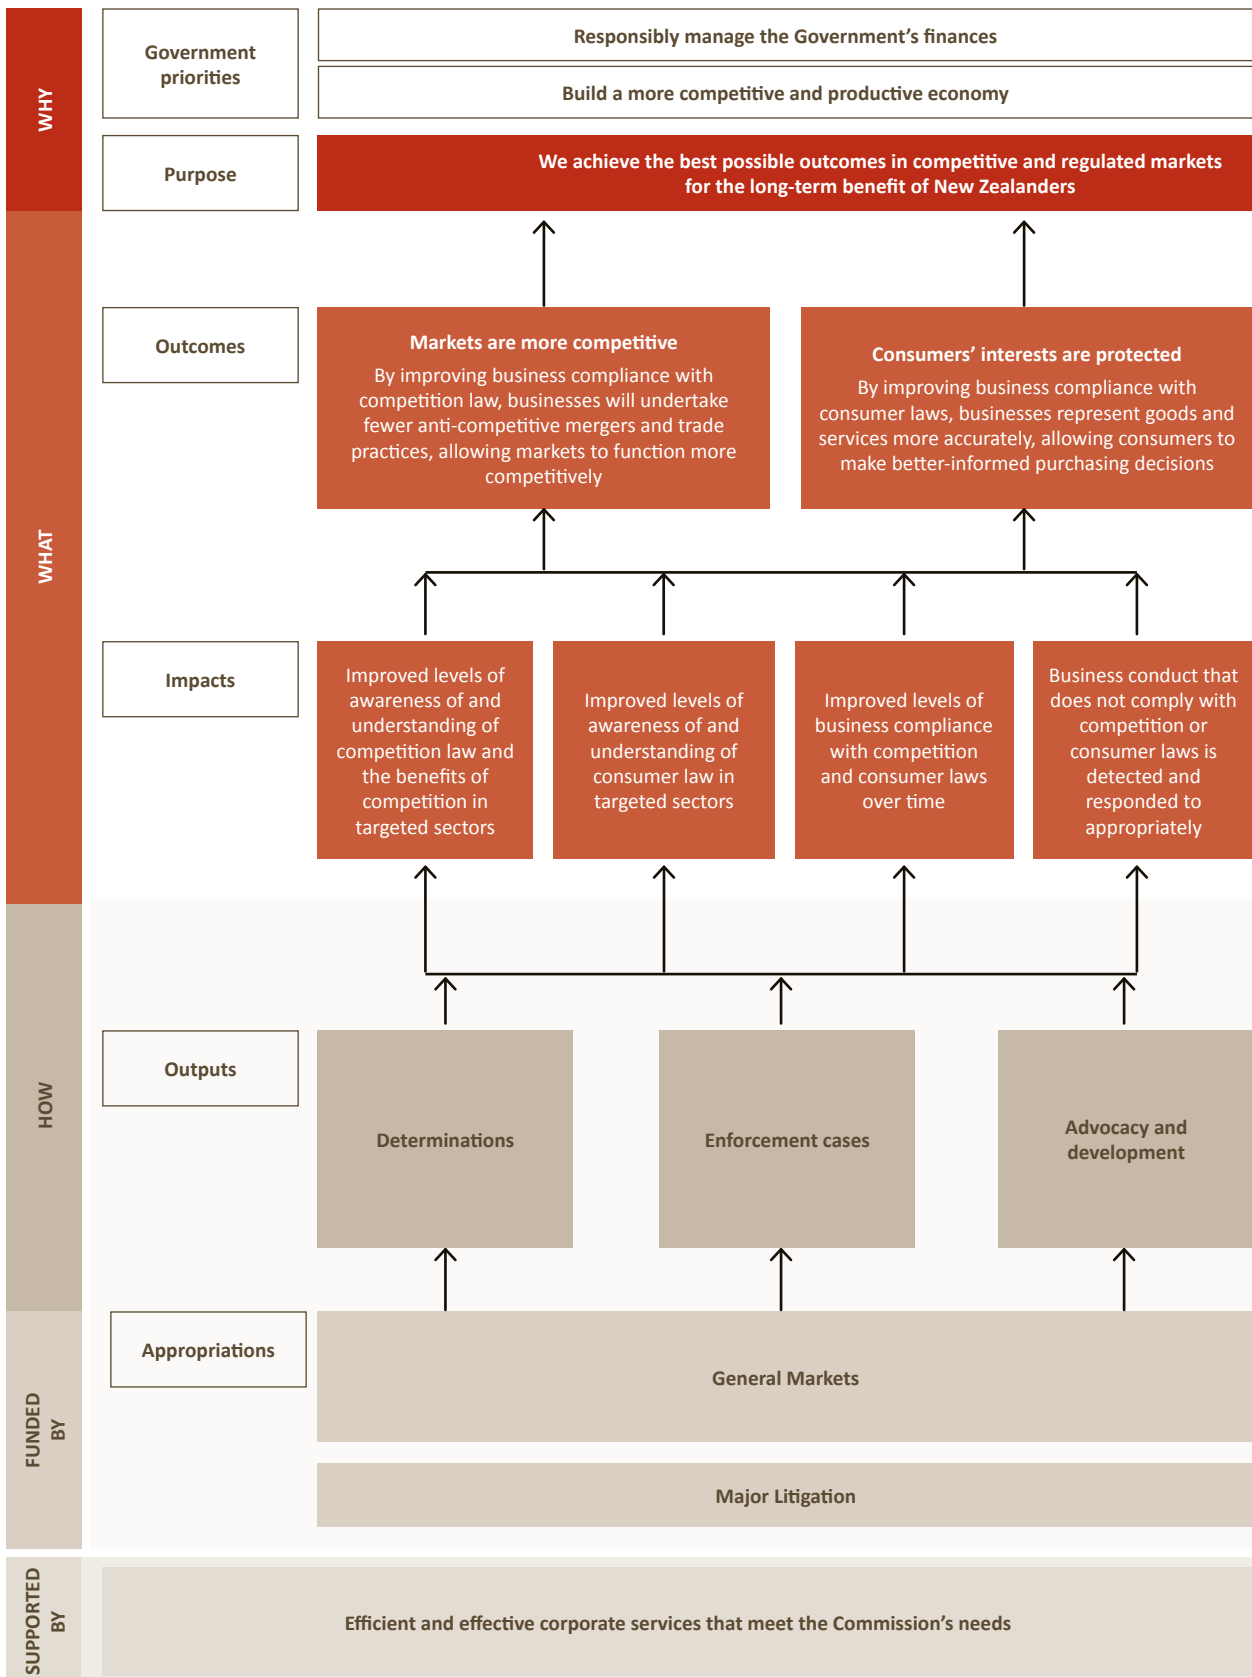 WHY
Government
priorities
Responsibly manage the Government’s finances
Build a more competitive and productive economy
Purpose
We achieve the best possible outcomes in competitive and regulated markets
for the long-term benefit of New Zealanders
WHAT
Outcomes
Markets are more competitive
By improving business compliance with
competition law, businesses will undertake
fewer anti-competitive mergers and trade
practices, allowing markets to function more
competitively
Consumers’ interests are protected
By improving business compliance with
consumer laws, businesses represent goods and
services more accurately, allowing consumers to
make better-informed purchasing decisions
Impacts
Improved levels of
awareness of and
understanding of
competition law and
the benefits of
competition in
targeted sectors
Improved levels of
awareness of and
understanding of
consumer law in
targeted sectors
Improved levels of
business compliance
with competition
and consumer laws
over time
Business conduct that
does not comply with
competition or
consumer laws is
detected and
responded to
appropriately
HOW
Outputs
Determinations
Enforcement cases
Advocacy and
development
FUNDED
BY
Appropriations
General Markets
Major Litigation
SUPPORTED
BY
Efficient and effective corporate services that meet the Commission’s needs